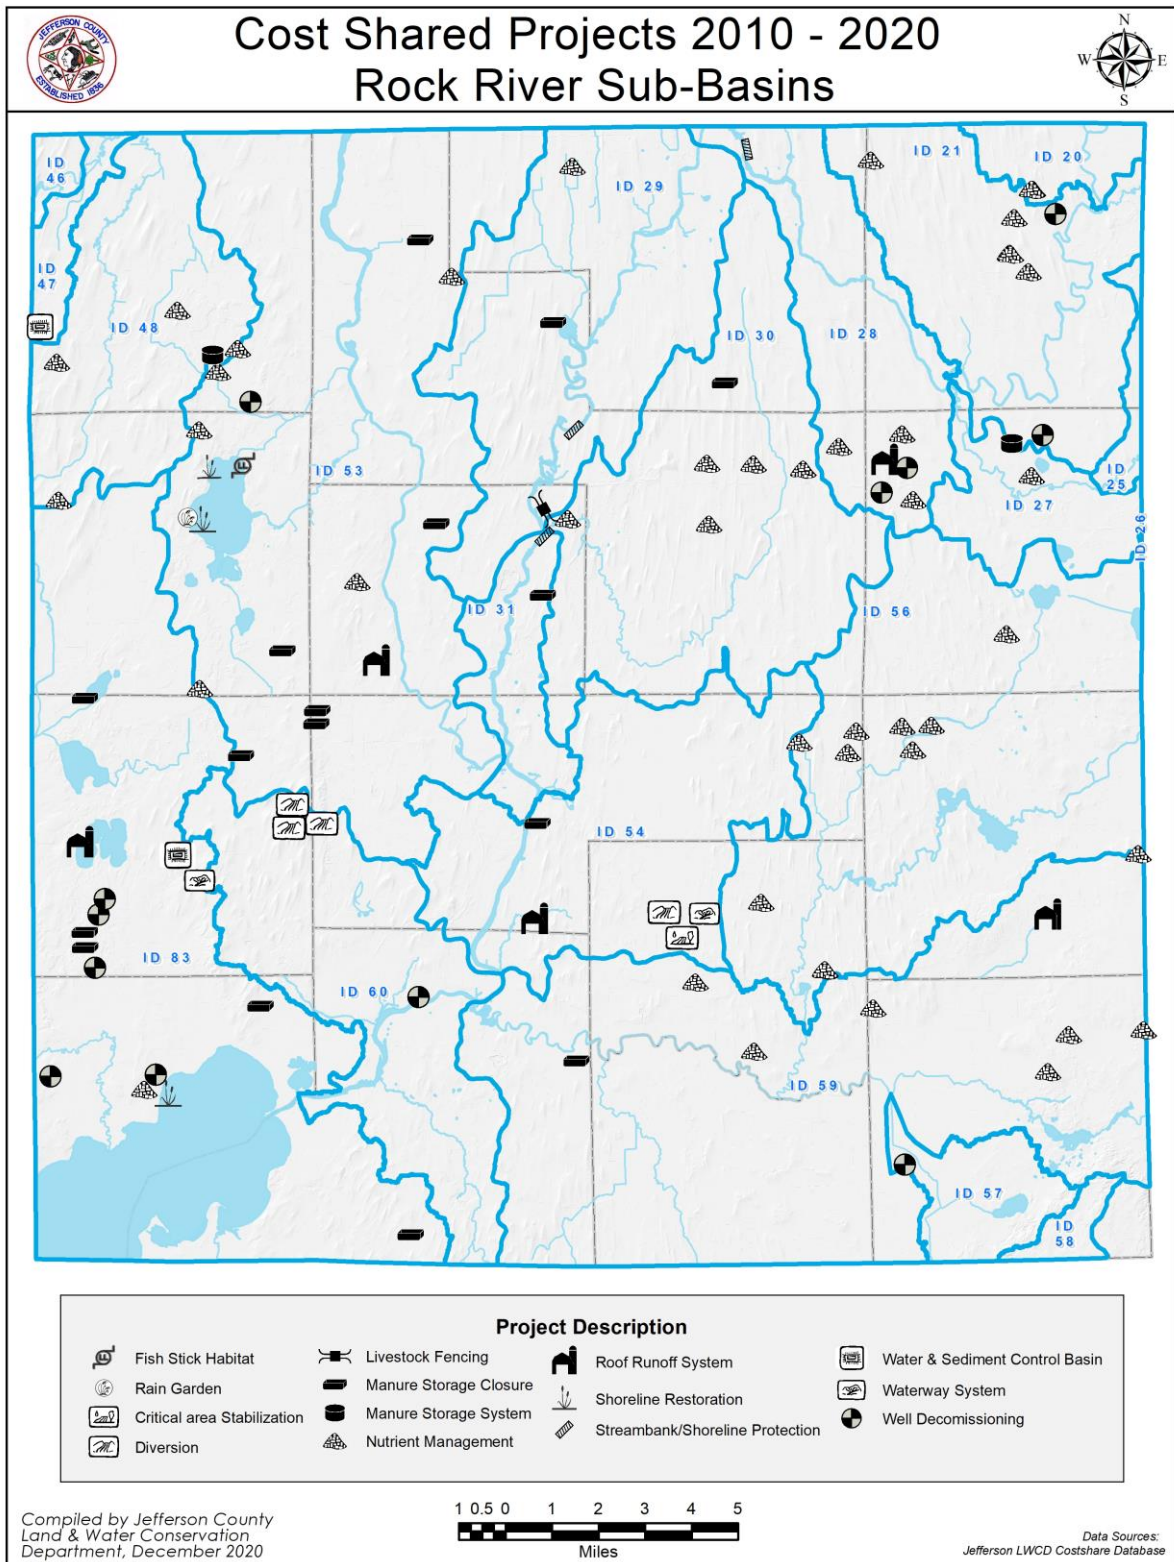 JEFFERSON COUNTY
ESTABLISHED 1836
Cost Shared Projects 2010 - 2020
Rock River Sub-Basins
N
W
E
S
ID
46
ID 21
ID 20
ID 29
ID
47
ID 48
ID 30
ID 28
ID 53
ID
25
ID 27
ID 26
ID 31
ID 56
ID 54
ID 83
ID 60
ID 59
ID 57
ID
58
Project Description
Fish Stick Habitat
Rain Garden
Critical area Stabilization
Diversion
Livestock Fencing
Manure Storage Closure
Manure Storage System
Nutrient Management
Roof Runoff System
Shoreline Restoration
Streambank/Shoreline Protection
Water & Sediment Control Basin
Waterway System
Well Decomissioning
Compiled by Jefferson County
Land & Water Conservation
Department, December 2020
1 0.5 0 1 2 3 4 5
Miles
Data Sources:
Jefferson LWCD Costshare Database